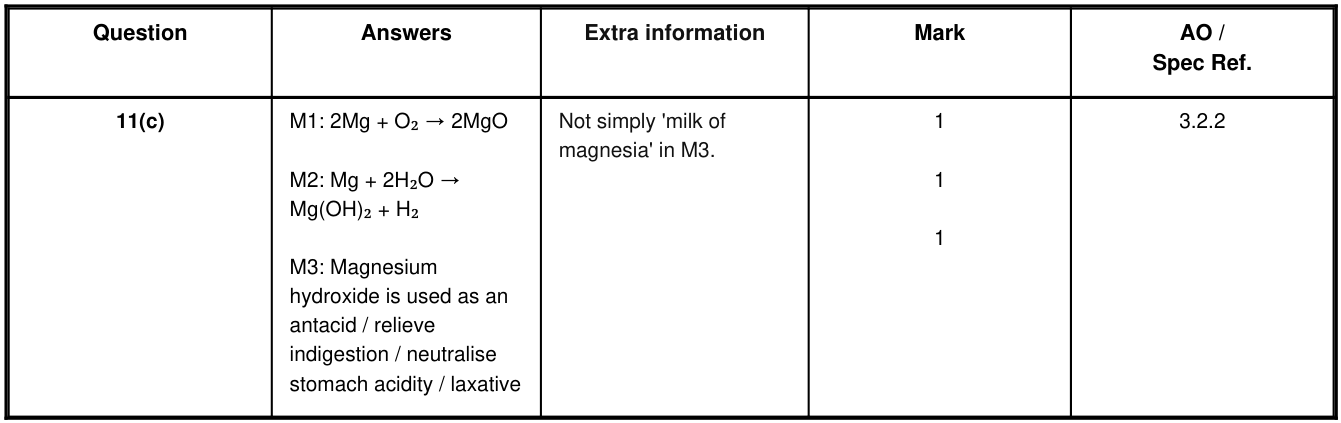 Question Answers Extra information Mark AO /
Spec Ref.
11(c) M1: 2Mg + O₂ → 2MgO Not simply 'milk of 1 3.2.2
magnesia' in M3.
M2: Mg + 2H₂O → 1
Mg(OH)₂ + H₂
1
M3: Magnesium
hydroxide is used as an
antacid / relieve
indigestion / neutralise
stomach acidity / laxative